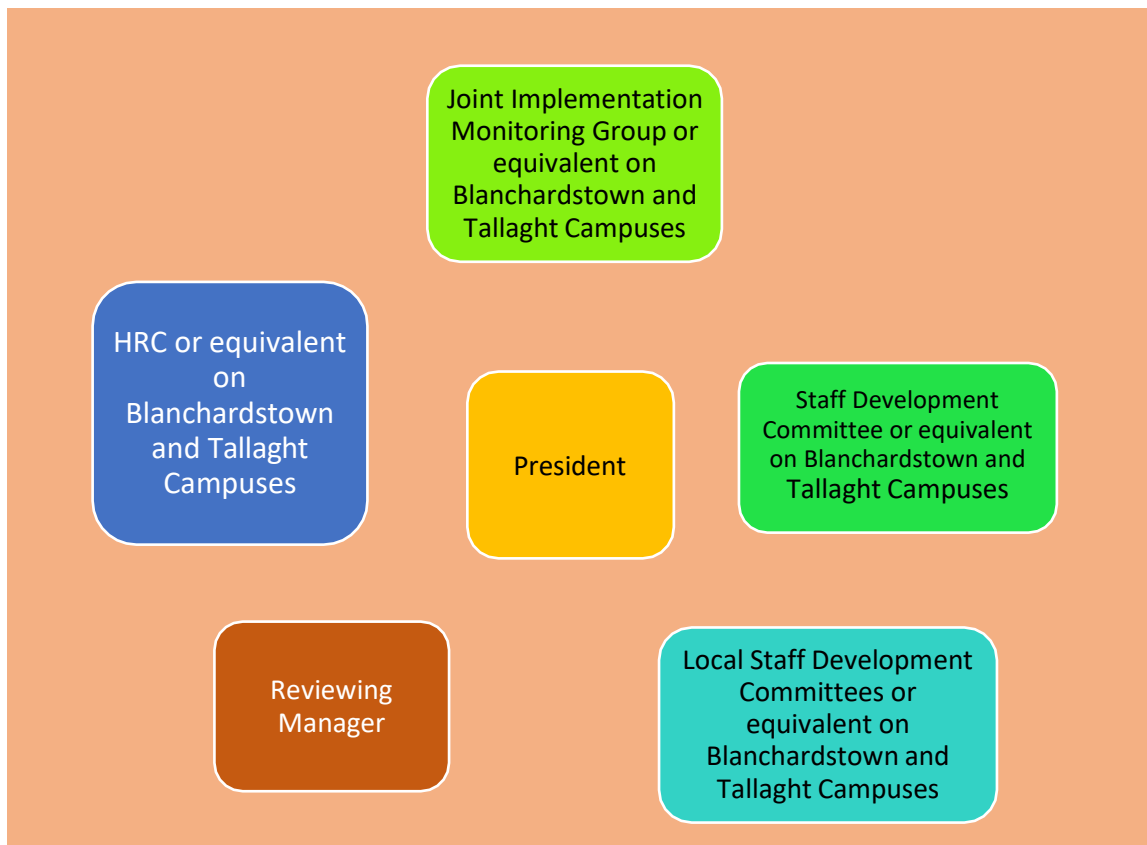 Joint Implementation
Monitoring Group or
equivalent on
Blanchardstown and
Tallaght Campuses
HRC or equivalent
on
Blanchardstown
and Tallaght
Campuses
President
Staff Development
Committee or equivalent
on Blanchardstown and
Tallaght Campuses
Reviewing
Manager
Local Staff Development
Committees or
equivalent on
Blanchardstown and
Tallaght Campuses